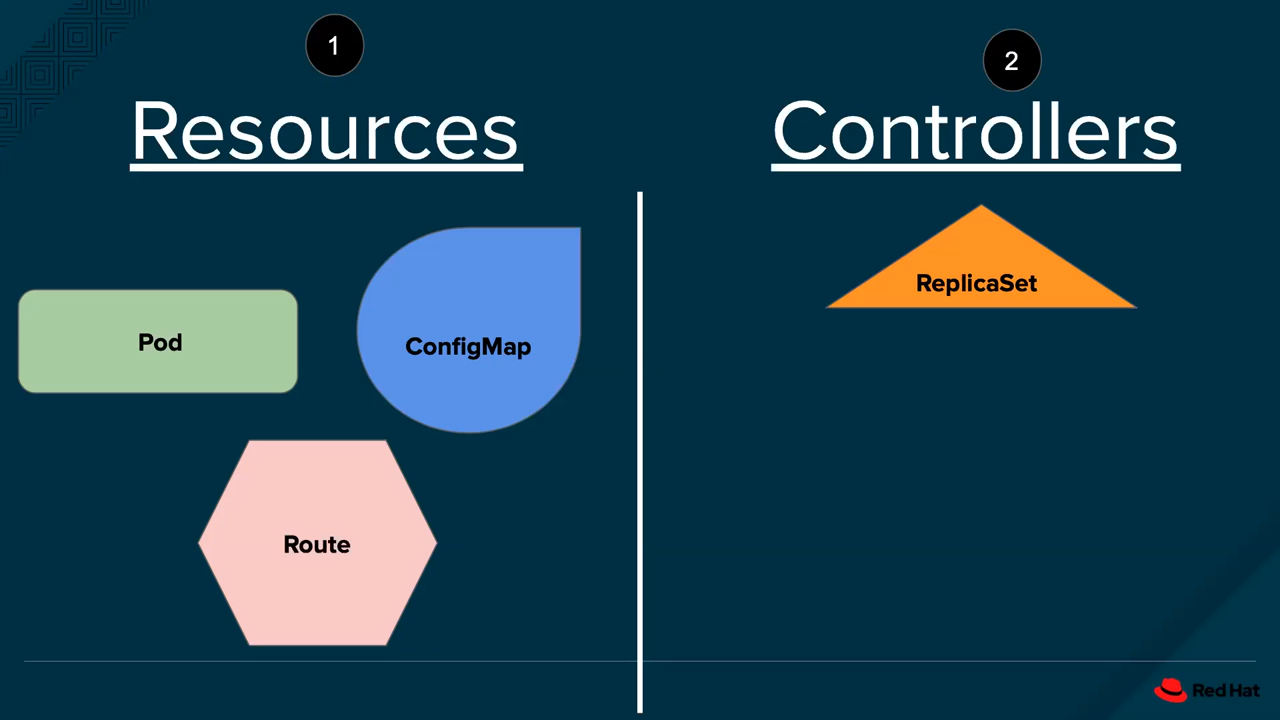 1
Resources
Pod
ConfigMap
Route
2
Controllers
ReplicaSet
Red Hat